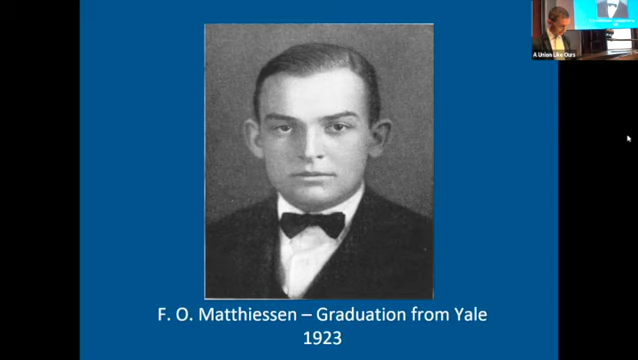 A Union Like Ours
F. O. Matthiessen – Graduation from Yale
1923